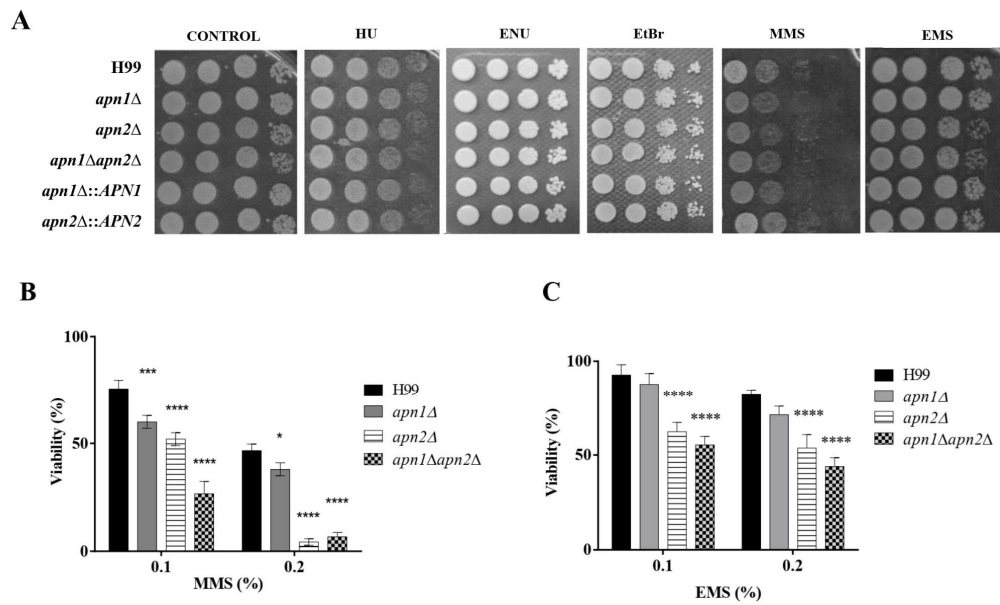 A
CONTROL HU ENU EtBr MMS EMS
H99
apn1Δ
apn2Δ
apn1Δapn2Δ
apn1Δ::APN1
apn2Δ::APN2
B
Viability (%)
100
50
0
***
****
****
*
****
****
0.1 0.2
MMS (%)
H99
apn1Δ
apn2Δ
apn1Δapn2Δ
C
Viability (%)
100
50
0
****
****
****
****
0.1 0.2
EMS (%)
H99
apn1Δ
apn2Δ
apn1Δapn2Δ